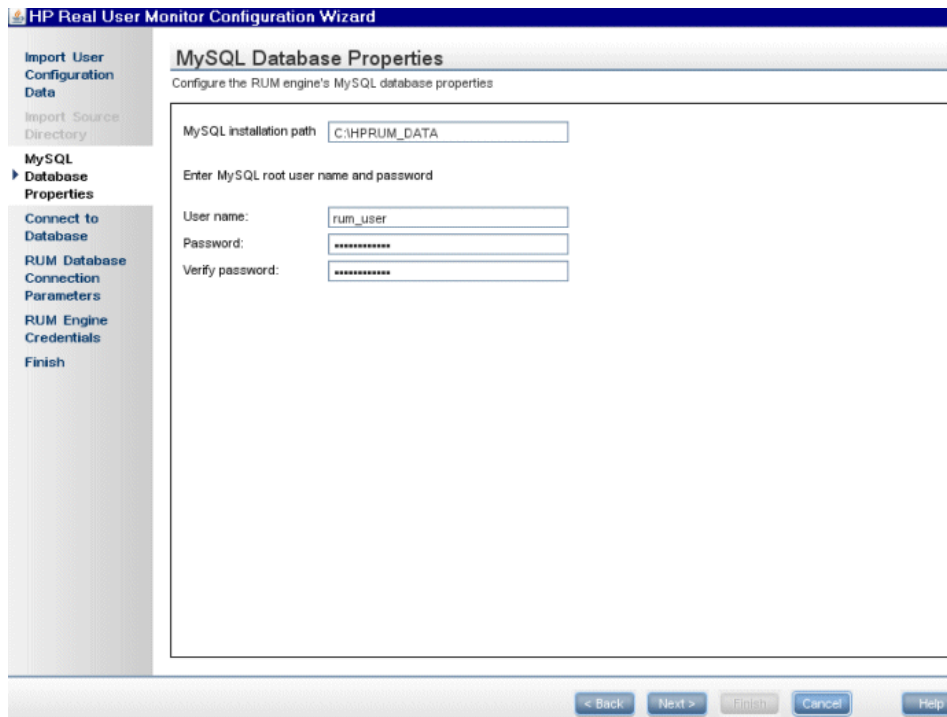 HP Real User Monitor Configuration Wizard
Import User
Configuration
Data
Import Source
Directory
MySQL
Database
Properties
Connect to
Database
RUM Database
Connection
Parameters
RUM Engine
Credentials
Finish
MySQL Database Properties
Configure the RUM engine's MySQL database properties
MySQL installation path C:\HPRUM_DATA
Enter MySQL root user name and password
User name: rum_user
Password: ••••••••••••
Verify password: ••••••••••••
< Back Next > Finish Cancel Help